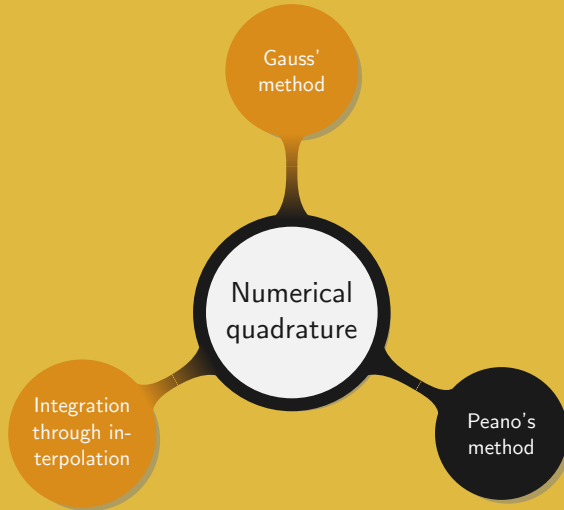 Gauss'
method
Numerical
quadrature
Integration
through in-
terpolation
Peano's
method